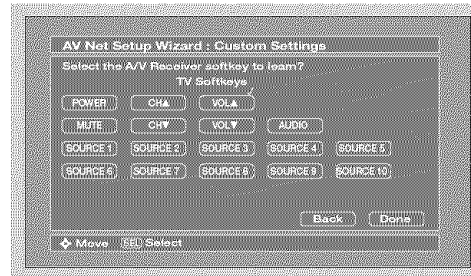 AV Net Setup Wizard : Custom Settings
Select the A/V Receiver softkey to learn?
TV Softkeys
POWER CH▲ VOL▲
MUTE CH▼ VOL▼ AUDIO
SOURCE 1 SOURCE 2 SOURCE 3 SOURCE 4 SOURCE 5
SOURCE 6 SOURCE 7 SOURCE 8 SOURCE 9 SOURCE 10
Back Done
Move SEL Select